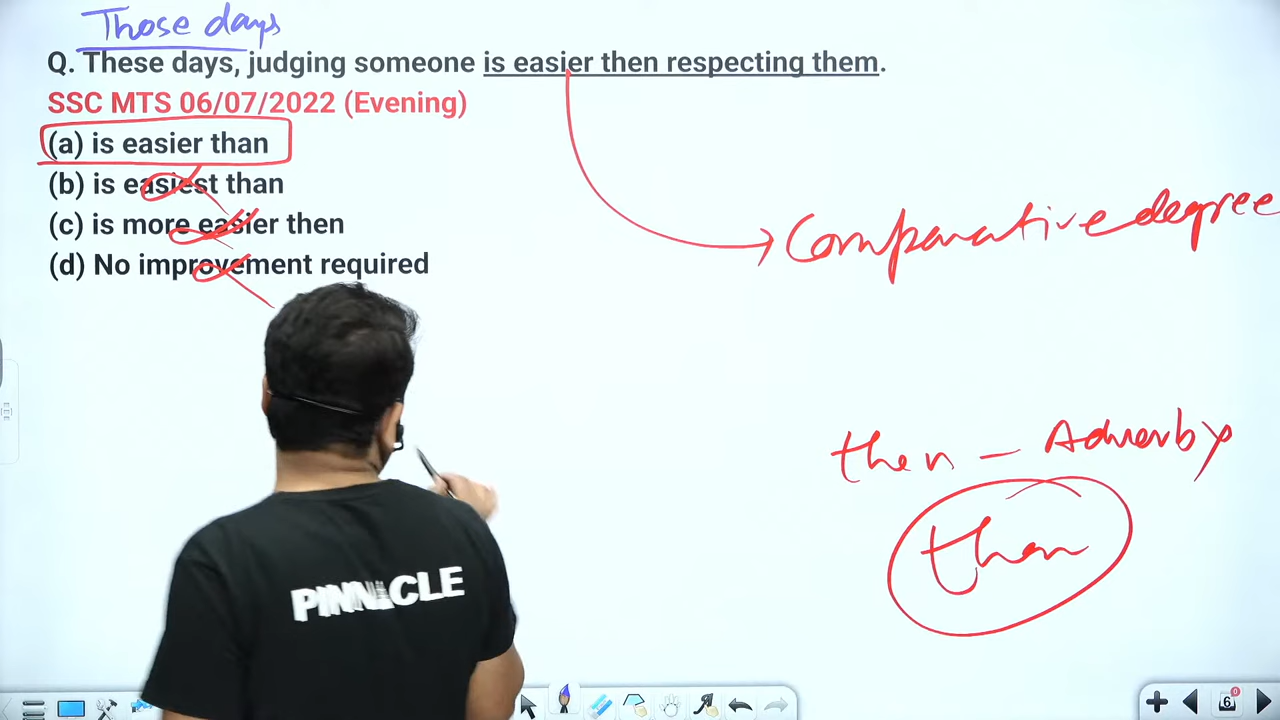 Those days
Q. These days, judging someone is easier then respecting them.
SSC MTS 06/07/2022 (Evening)
(a) is easier than
(b) is easiest than
(c) is more easier then
(d) No improvement required
Comparative degree
then - Adverb
than
PINNACLE
6
0